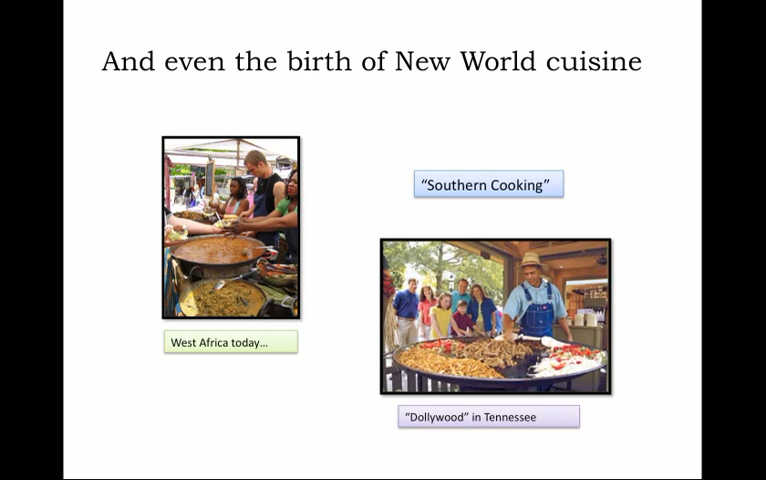 And even the birth of New World cuisine
“Southern Cooking”
West Africa today...
“Dollywood” in Tennessee